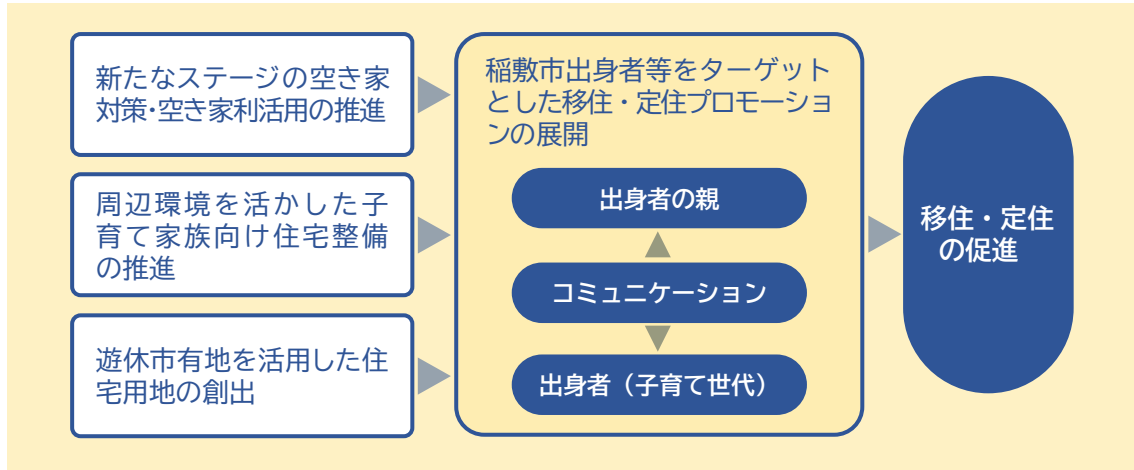 新たなステージの空き家
対策・空き家利活用の推進
周辺環境を活かした子
育て家族向け住宅整備
の推進
遊休市有地を活用した住
宅用地の創出
稲敷市出身者等をターゲット
とした移住・定住プロモーショ
ンの展開
出身者の親
コミュニケーション
出身者（子育て世代）
移住・定住
の促進